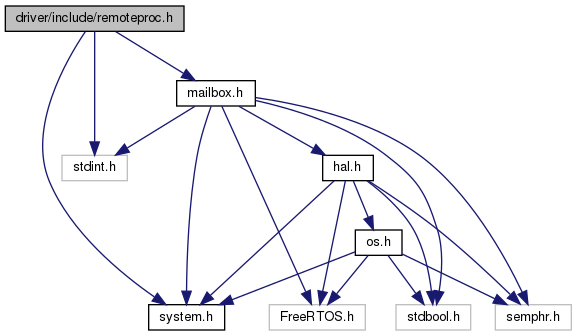 driver/include/remoteproc.h
mailbox.h
stdint.h
hal.h
os.h
system.h
FreeRTOS.h
stdbool.h
semphr.h